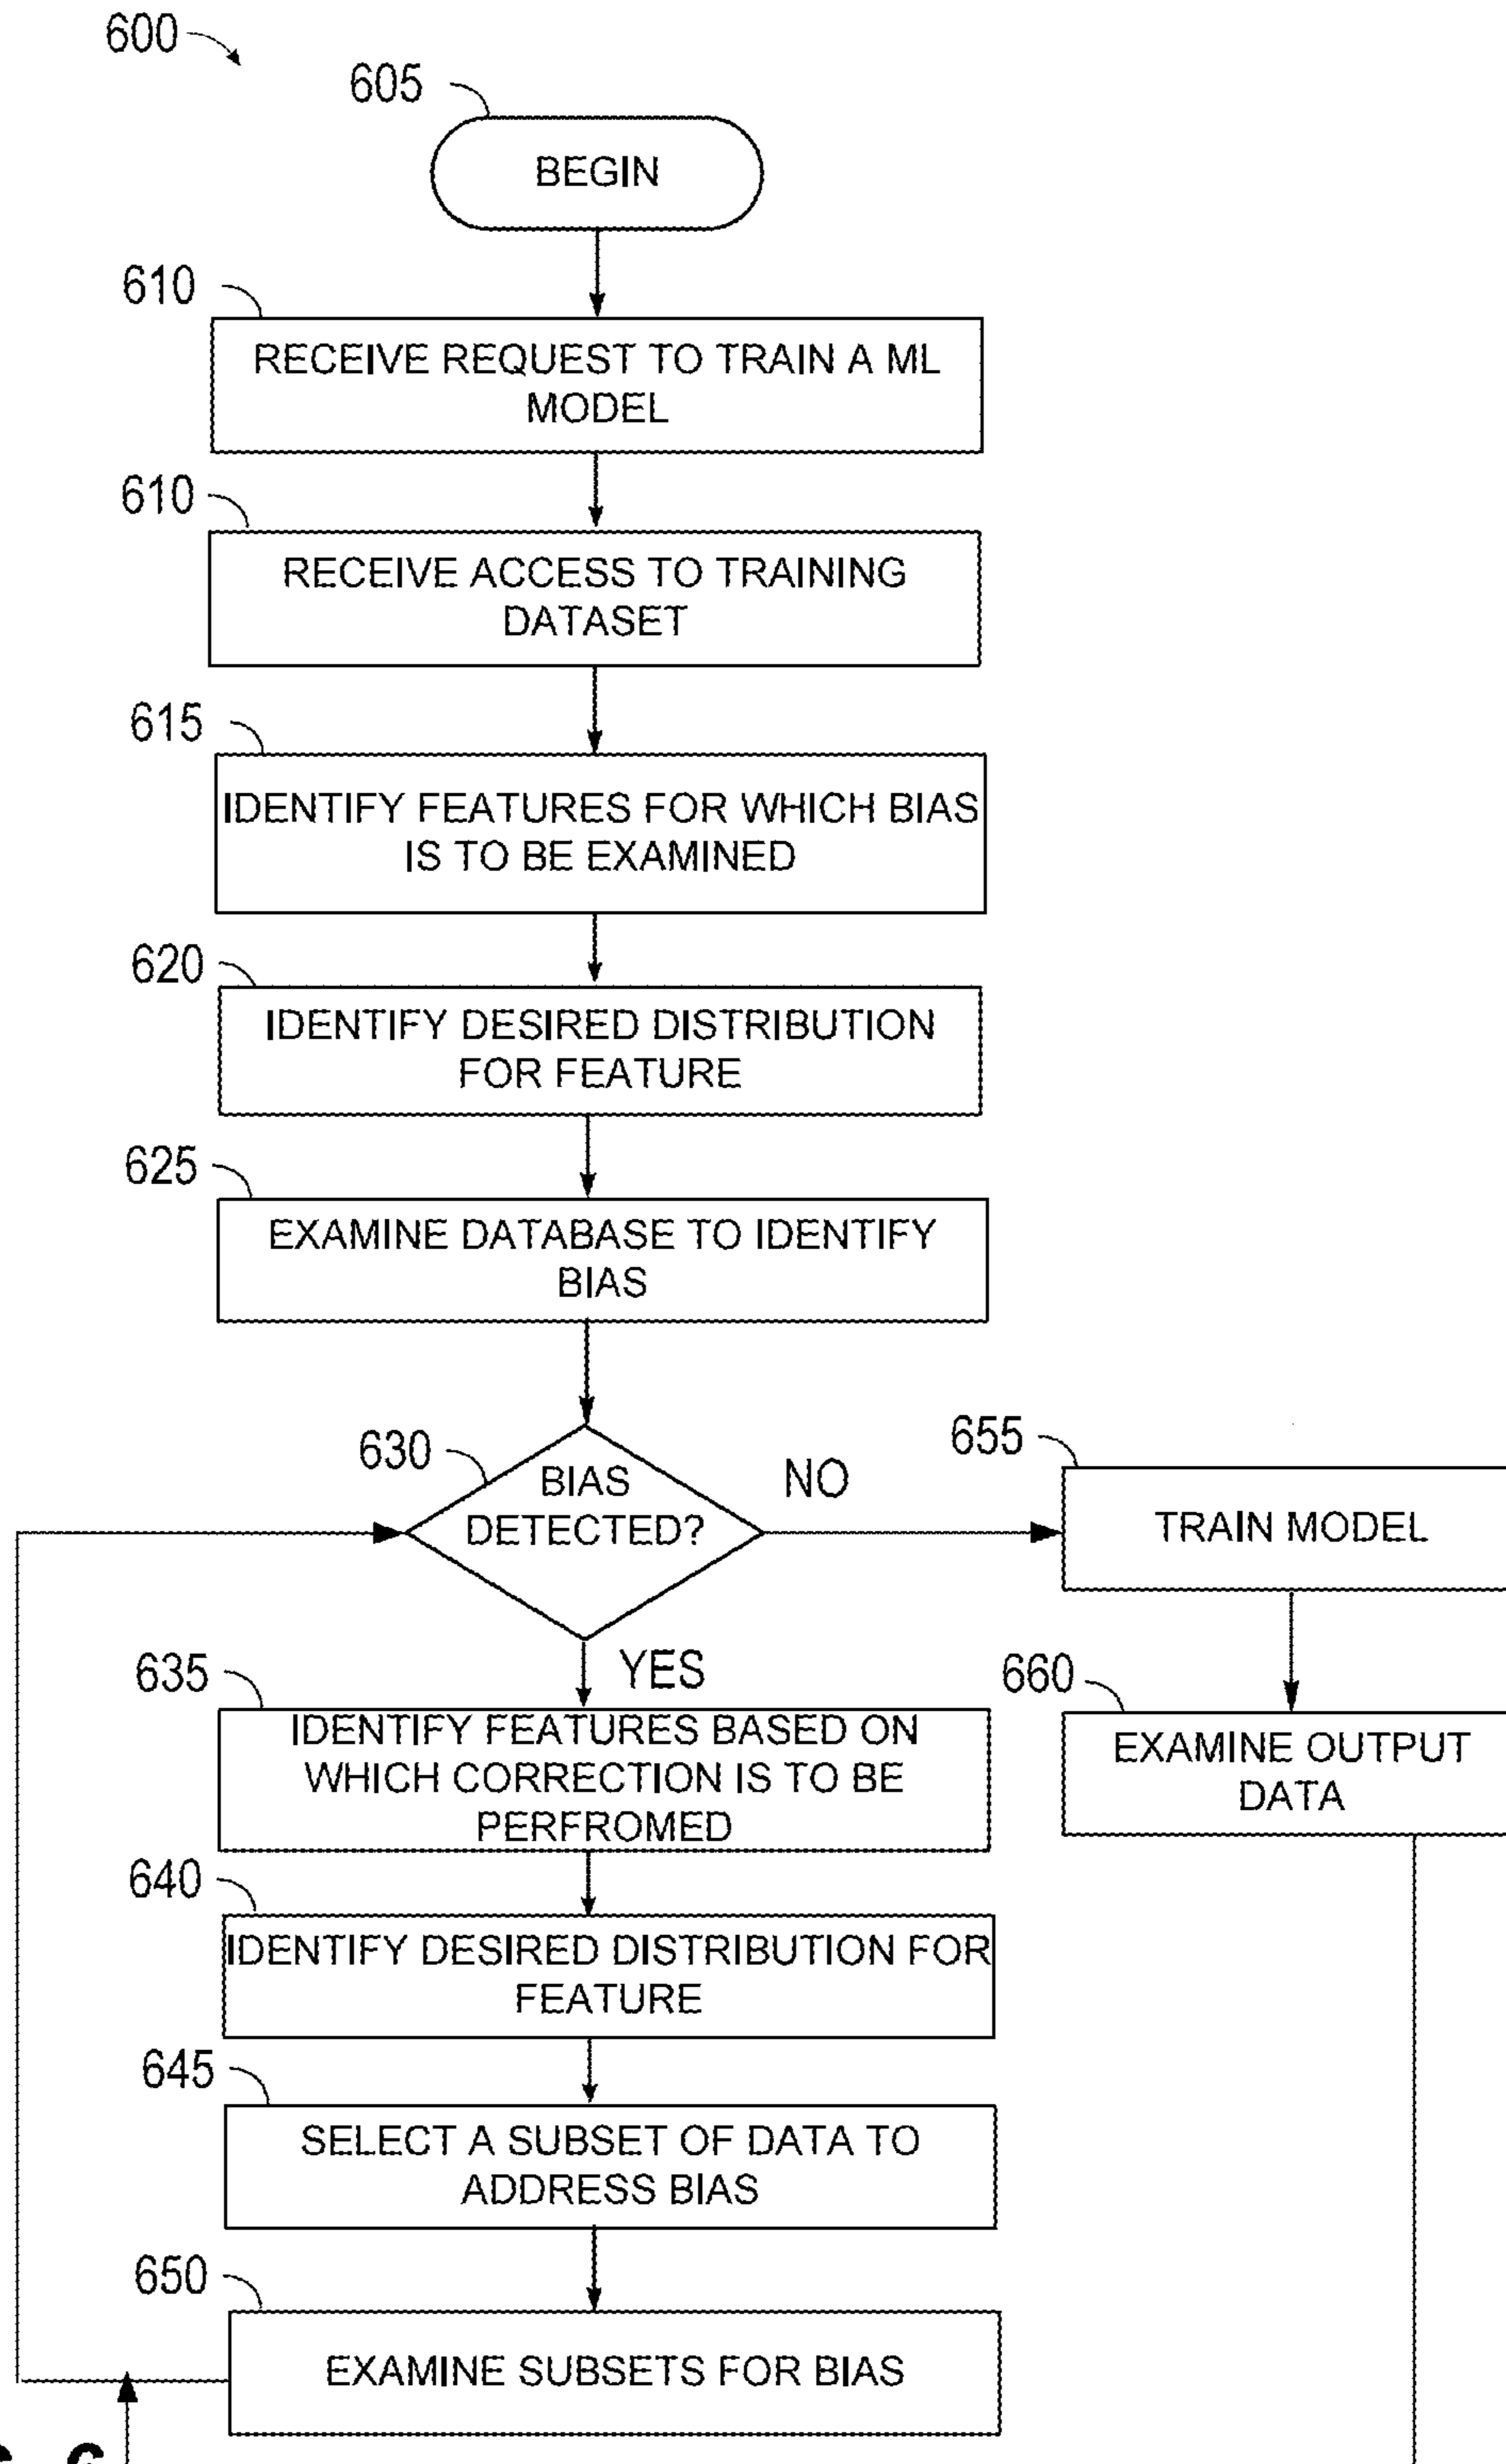 600
605
BEGIN
610
RECEIVE REQUEST TO TRAIN A ML
MODEL
610
RECEIVE ACCESS TO TRAINING
DATASET
615
IDENTIFY FEATURES FOR WHICH BIAS
IS TO BE EXAMINED
620
IDENTIFY DESIRED DISTRIBUTION
FOR FEATURE
625
EXAMINE DATABASE TO IDENTIFY
BIAS
630
BIAS
DETECTED?
NO
655
TRAIN MODEL
YES
635
IDENTIFY FEATURES BASED ON
WHICH CORRECTION IS TO BE
PERFROMED
660
EXAMINE OUTPUT
DATA
640
IDENTIFY DESIRED DISTRIBUTION FOR
FEATURE
645
SELECT A SUBSET OF DATA TO
ADDRESS BIAS
650
EXAMINE SUBSETS FOR BIAS